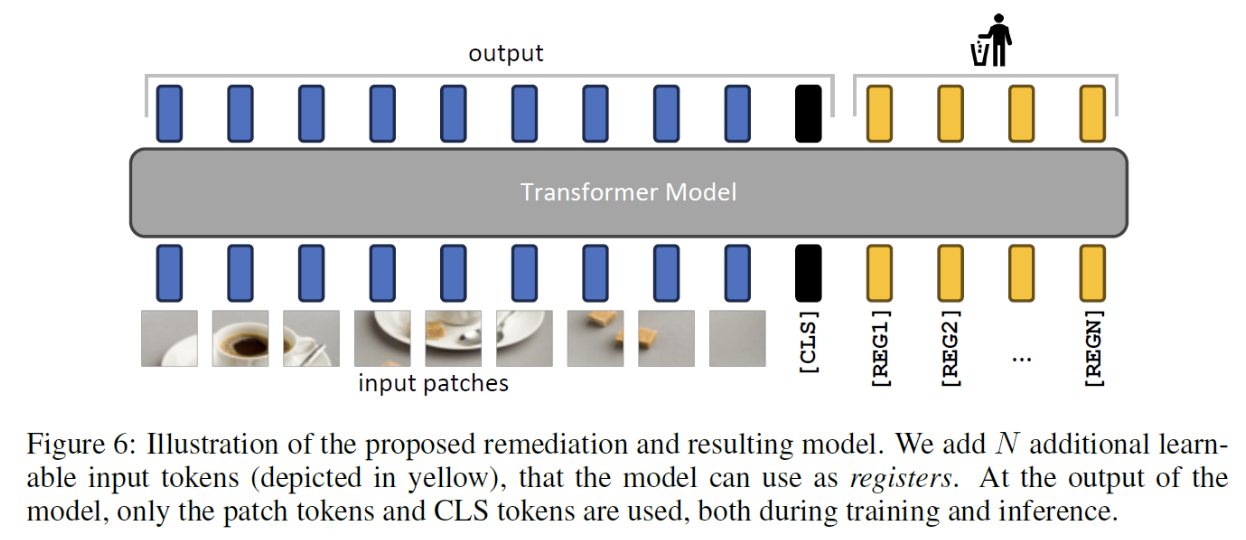 output
Transformer Model
input patches
[CLS]
[REG1]
[REG2]
...
[REGN]
Figure 6: Illustration of the proposed remediation and resulting model. We add N additional learn-
able input tokens (depicted in yellow), that the model can use as registers. At the output of the
model, only the patch tokens and CLS tokens are used, both during training and inference.